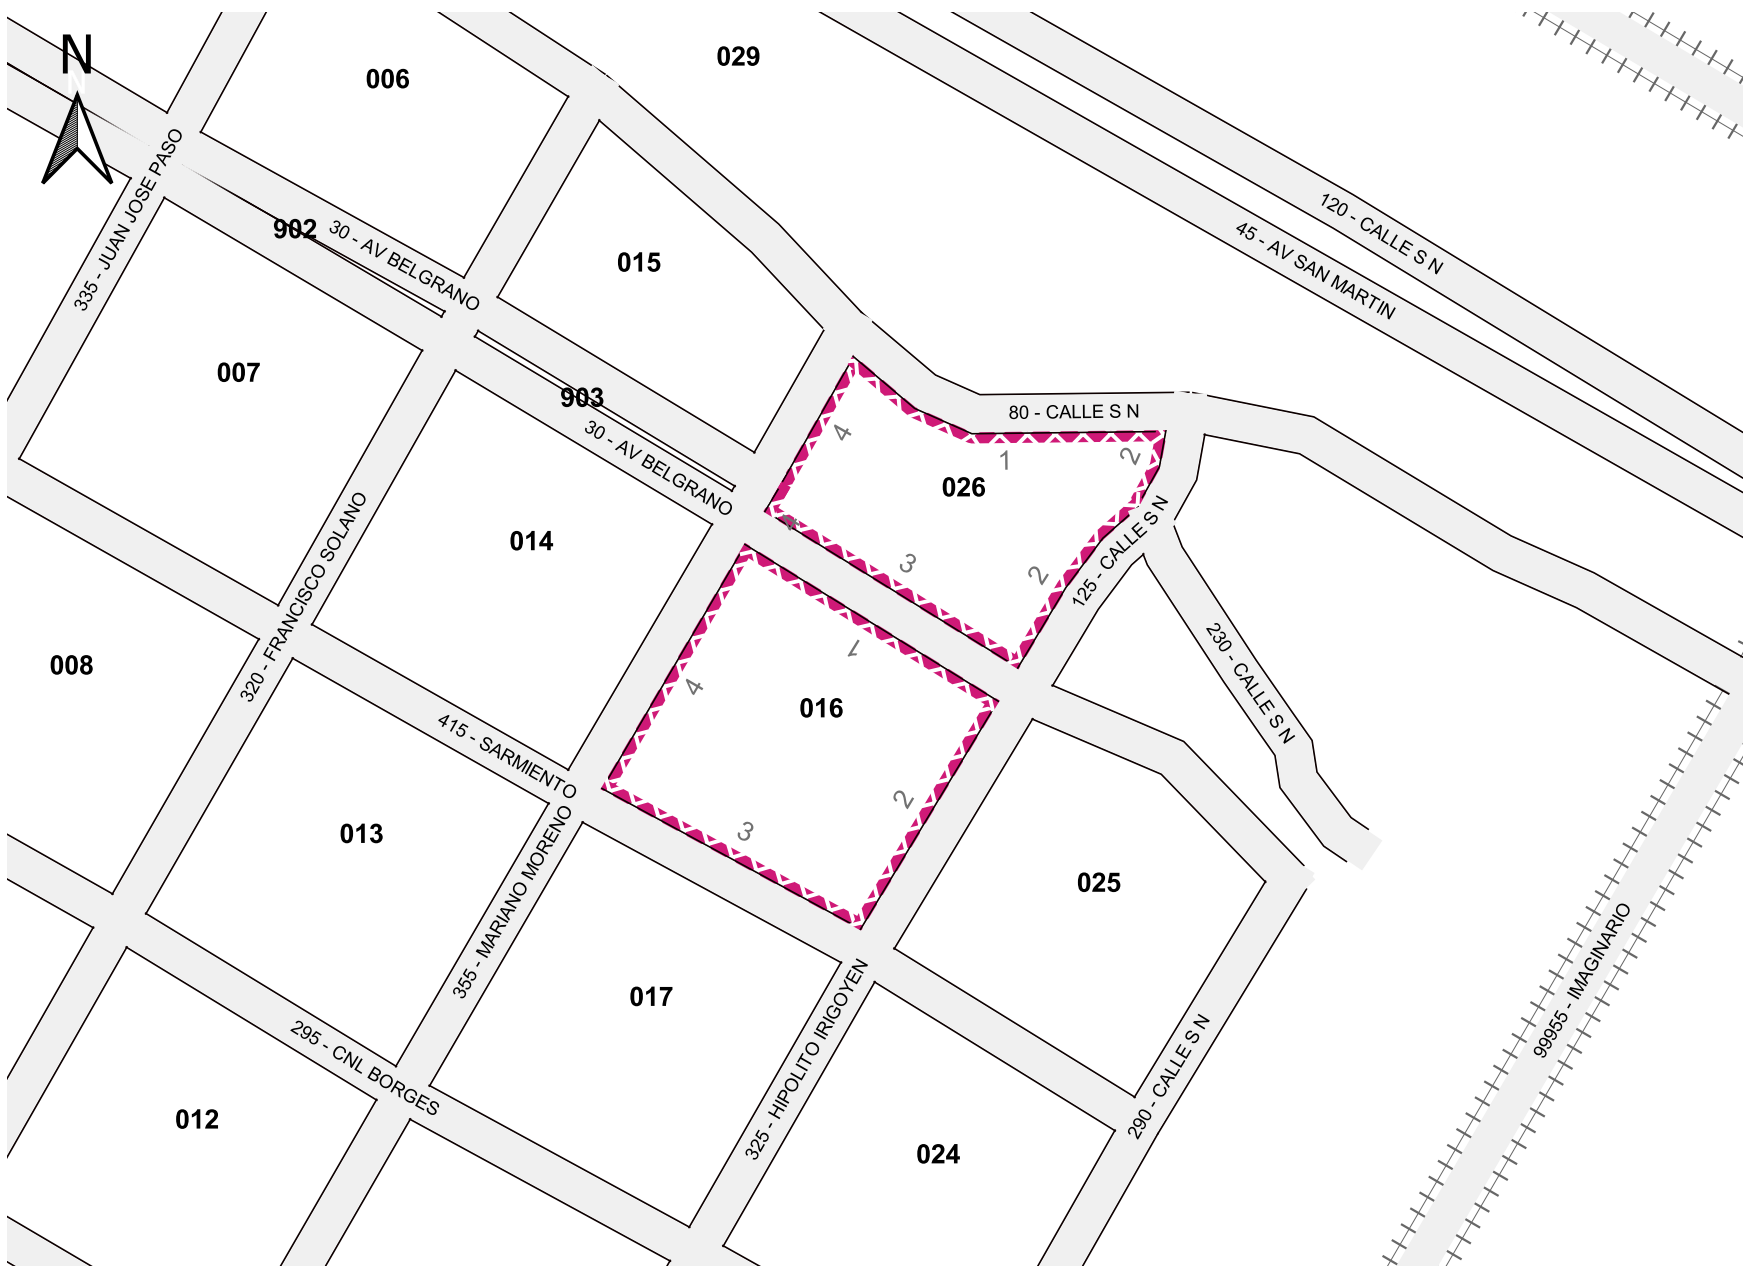 N
029
006
335 - JUAN JOSE PASO
902
30 - AV BELGRANO
015
120 - CALLE S N
45 - AV SAN MARTIN
007
903
30 - AV BELGRANO
80 - CALLE S N
4
1
2
026
3
2
4
125 - CALLE S N
014
320 - FRANCISCO SOLANO
008
230 - CALLE S N
1
4
016
2
3
415 - SARMIENTO
013
355 - MARIANO MORENO
025
017
325 - HIPOLITO IRIGOYEN
99955 - IMAGINARIO
295 - CNL BORGES
012
290 - CALLE S N
024